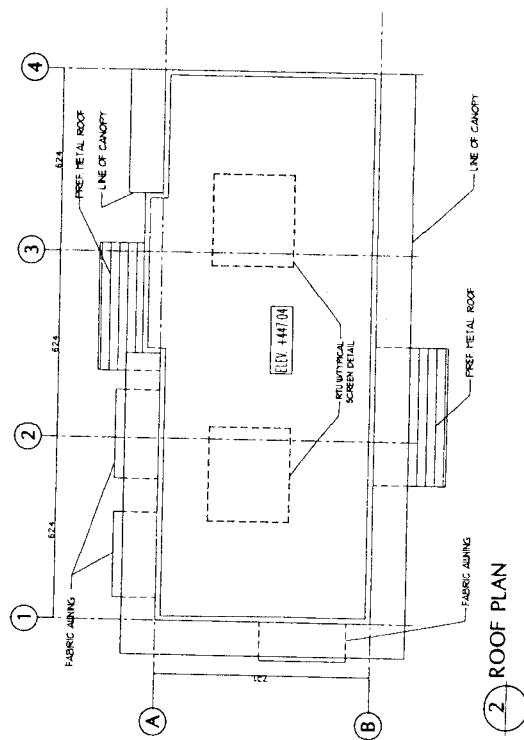 1
2
3
4
624
624
624
FABRIC AWNING
PREF METAL ROOF
LINE OF CANOPY
A
B
ELEV. +447.04
RTU W/TYPICAL
SCREEN DETAIL
FABRIC AWNING
PREF METAL ROOF
LINE OF CANOPY
2 ROOF PLAN